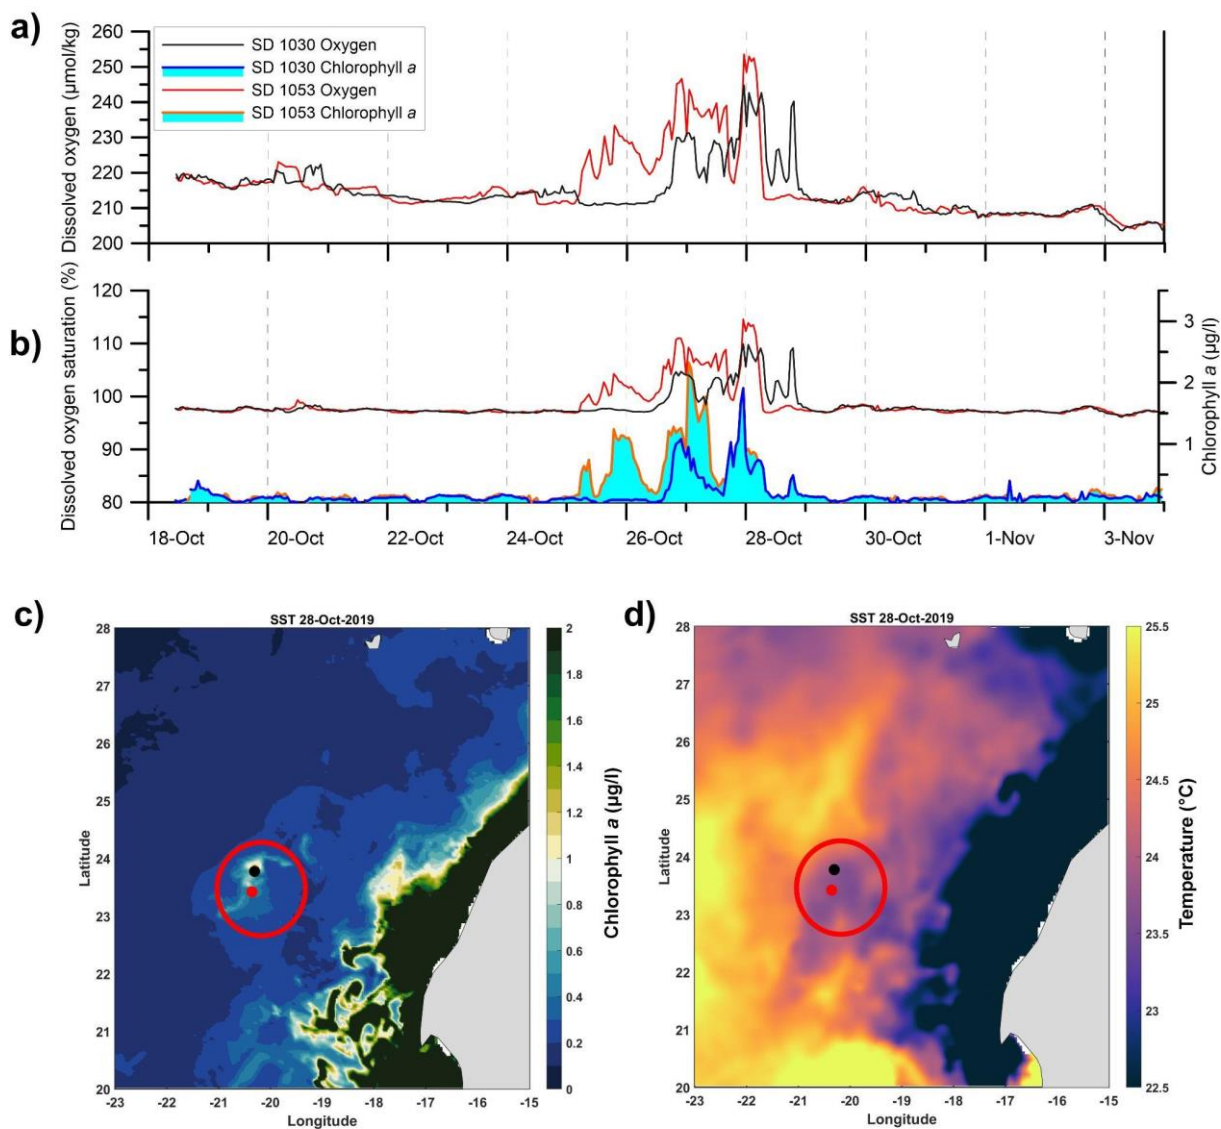 a)
Dissolved oxygen (µmol/kg)
260
250
240
230
220
210
200
SD 1030 Oxygen
SD 1030 Chlorophyll a
SD 1053 Oxygen
SD 1053 Chlorophyll a
b)
Dissolved oxygen saturation (%)
120
110
100
90
80
3
2
1
Chlorophyll a (µg/l)
18-Oct 20-Oct 22-Oct 24-Oct 26-Oct 28-Oct 30-Oct 1-Nov 3-Nov
c)
SST 28-Oct-2019
28
27
26
25
24
23
22
21
20
Latitude
-23 -22 -21 -20 -19 -18 -17 -16 -15
Longitude
2
1.8
1.6
1.4
1.2
1
0.8
0.6
0.4
0.2
0
Chlorophyll a (µg/l)
d)
SST 28-Oct-2019
28
27
26
25
24
23
22
21
20
Latitude
-23 -22 -21 -20 -19 -18 -17 -16 -15
Longitude
25.5
25
24.5
24
23.5
23
22.5
Temperature (°C)